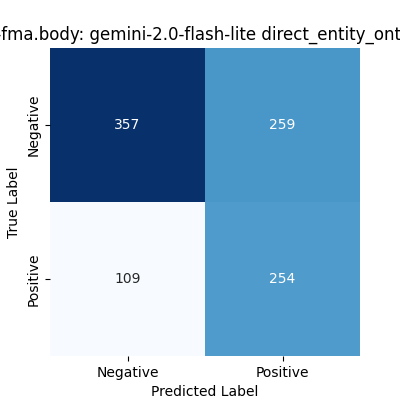 fma.body: gemini-2.0-flash-lite direct_entity_ont
True Label
Negative
357
259
Positive
109
254
Negative
Positive
Predicted Label